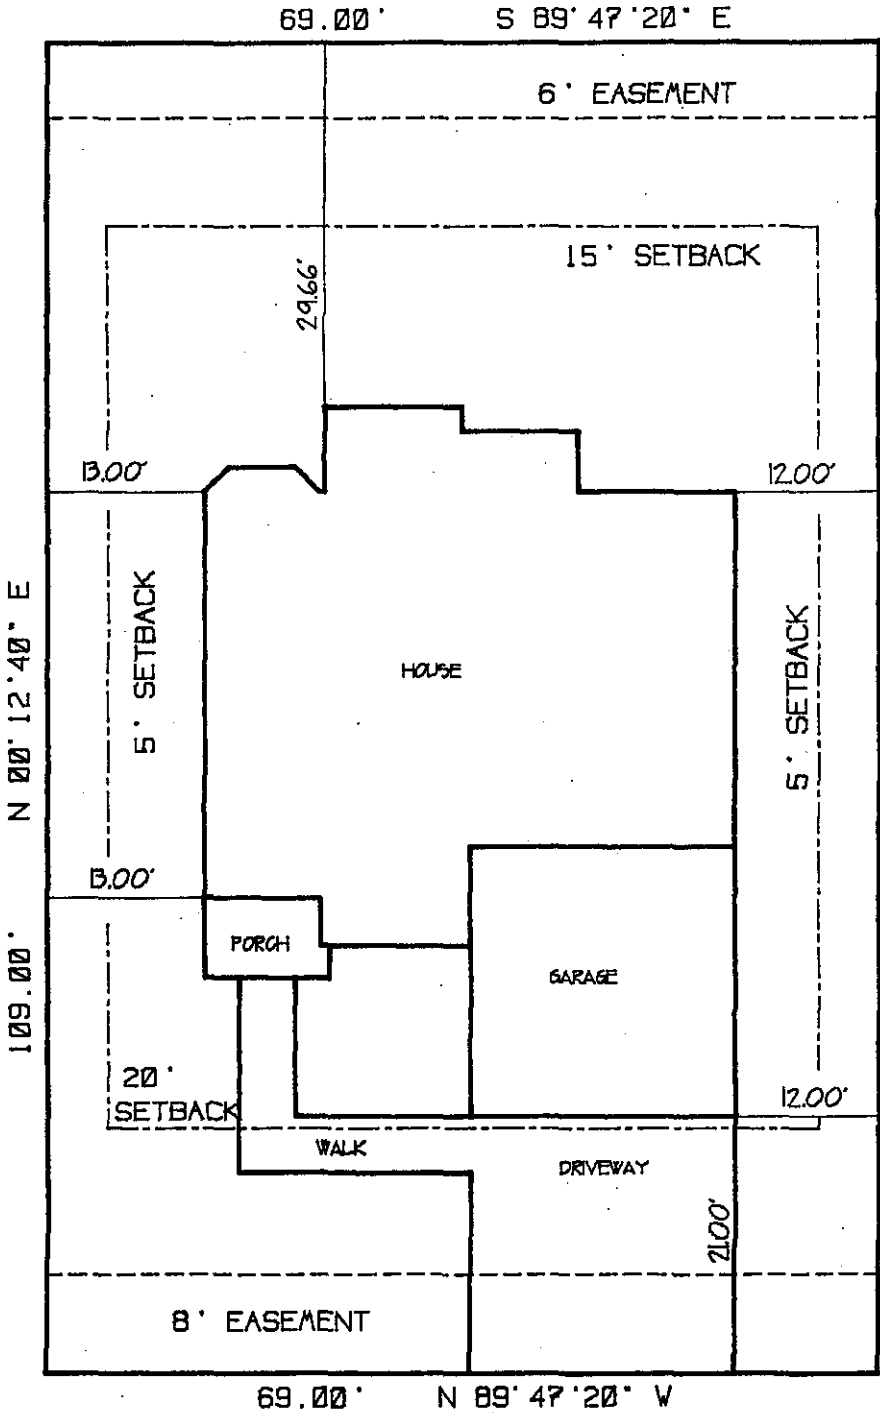 69.00' S 89°47'20" E
6' EASEMENT
15' SETBACK
29.66'
13.00'
12.00'
5' SETBACK
5' SETBACK
N 00°12'40" E
109.00'
HOUSE
13.00'
PORCH
GARAGE
20'
SETBACK
12.00'
WALK
DRIVEWAY
21.00'
8' EASEMENT
69.00' N 89°47'20" W